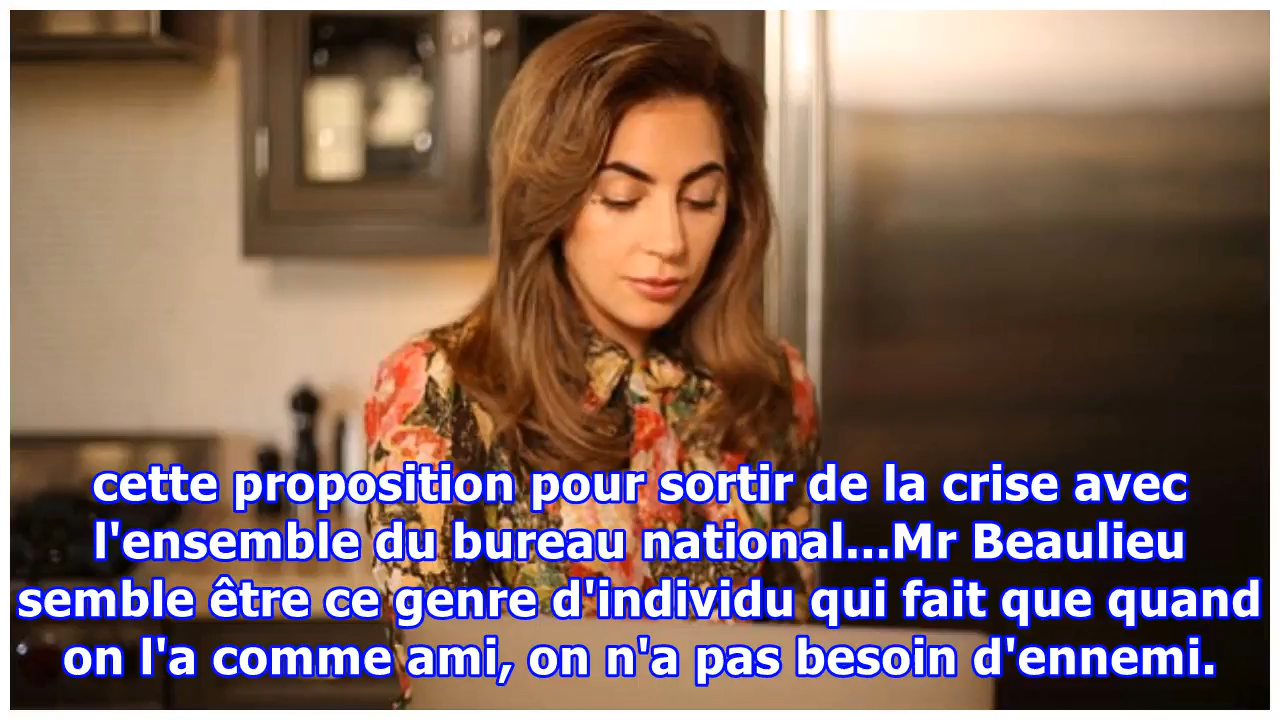 cette proposition pour sortir de la crise avec
l'ensemble du bureau national...Mr Beaulieu
semble être ce genre d'individu qui fait que quand
on l'a comme ami, on n'a pas besoin d'ennemi.